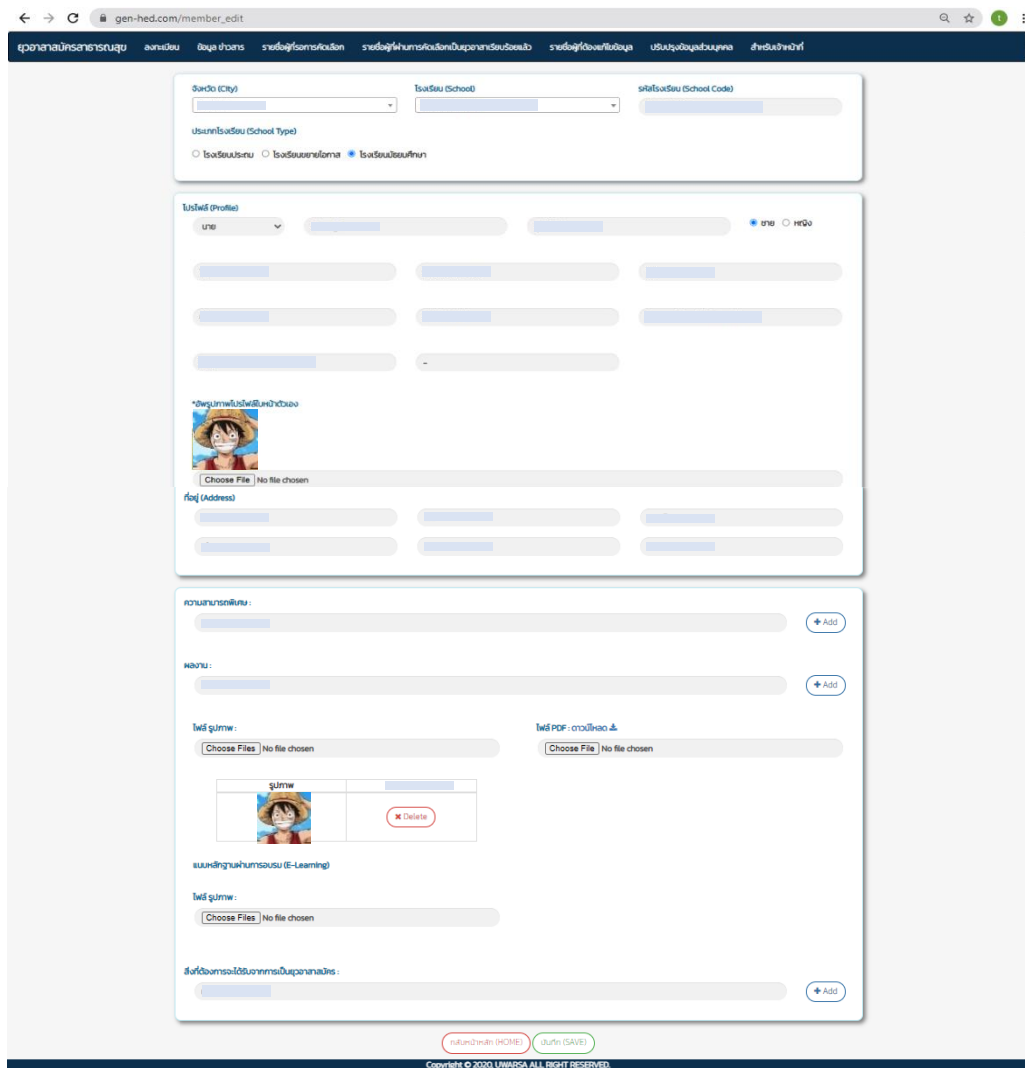 gen-hed.com/member_edit
t
ยุวอาสาสมัครสาธารณสุข ลงทะเบียน ข้อมูล ข่าวสาร รายชื่อผู้ที่รอการคัดเลือก รายชื่อผู้ที่ผ่านการคัดเลือกเป็นยุวอาสาเรียบร้อยแล้ว รายชื่อผู้ที่ต้องแก้ไขข้อมูล ปรับปรุงข้อมูลส่วนบุคคล สำหรับเจ้าหน้าที่
จังหวัด (City) โรงเรียน (School) รหัสโรงเรียน (School Code)
ประเภทโรงเรียน (School Type)
โรงเรียนประถม โรงเรียนขยายโอกาส โรงเรียนมัธยมศึกษา
โปรไฟล์ (Profile)
นาย ชาย หญิง
-
*อัพรูปภาพโปรไฟล์ใบหน้าตัวเอง
Choose File No file chosen
ที่อยู่ (Address)
ความสามารถพิเศษ :
+ Add
ผลงาน :
+ Add
ไฟล์ รูปภาพ : ไฟล์ PDF : ดาวน์โหลด
Choose Files No file chosen Choose File No file chosen
รูปภาพ
Delete
แนบหลักฐานผ่านการอบรม (E-Learning)
ไฟล์ รูปภาพ :
Choose Files No file chosen
สิ่งที่ต้องการจะได้รับจากการเป็นยุวอาสาสมัคร :
+ Add
กลับหน้าหลัก (HOME) บันทึก (SAVE)
Copyright © 2020, UWARSA ALL RIGHT RESERVED.